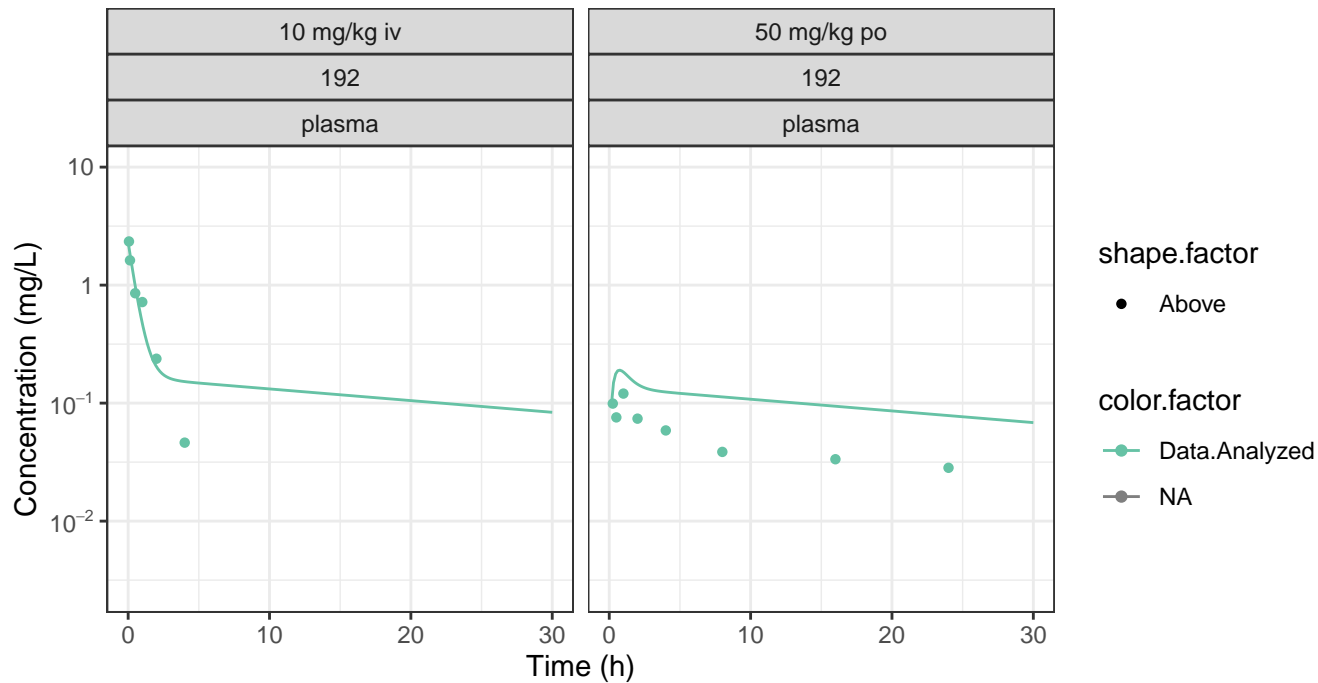 10 mg/kg iv
50 mg/kg po
192
192
plasma
plasma
10
1
10⁻¹
10⁻²
Concentration (mg/L)
0
10
20
30
0
10
20
30
Time (h)
shape.factor
Above
color.factor
Data.Analyzed
NA